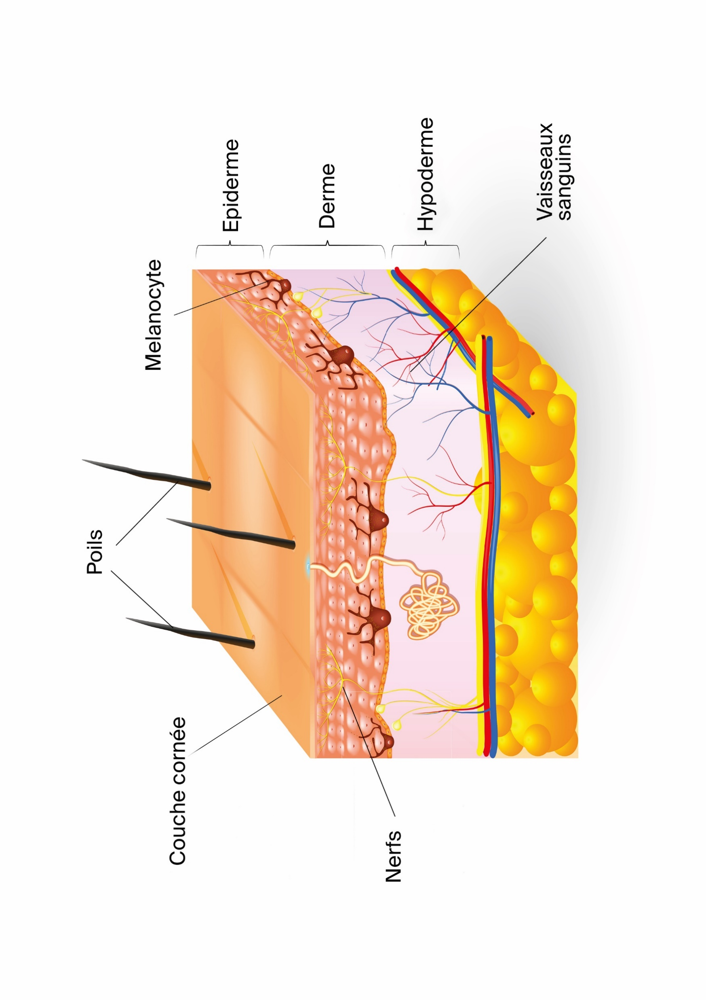 Poils
Melanocyte
Couche cornée
Epiderme
Derme
Nerfs
Hypoderme
Vaisseaux
sanguins